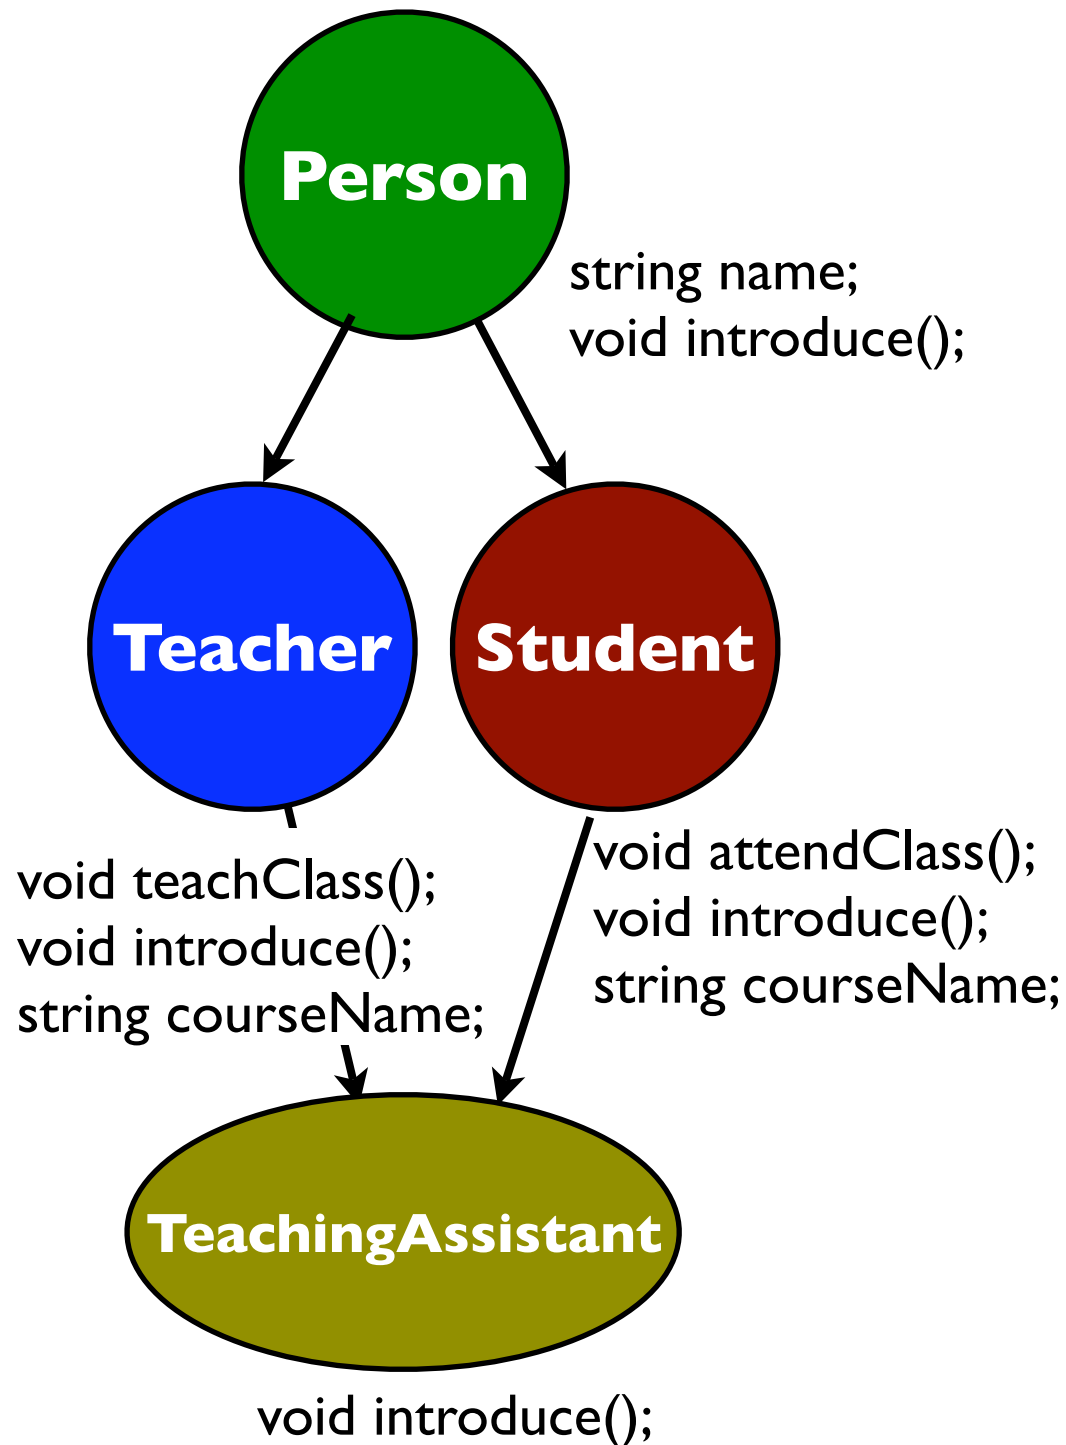 Person
string name;
void introduce();
Teacher
Student
void teachClass();
void introduce();
string courseName;
void attendClass();
void introduce();
string courseName;
TeachingAssistant
void introduce();